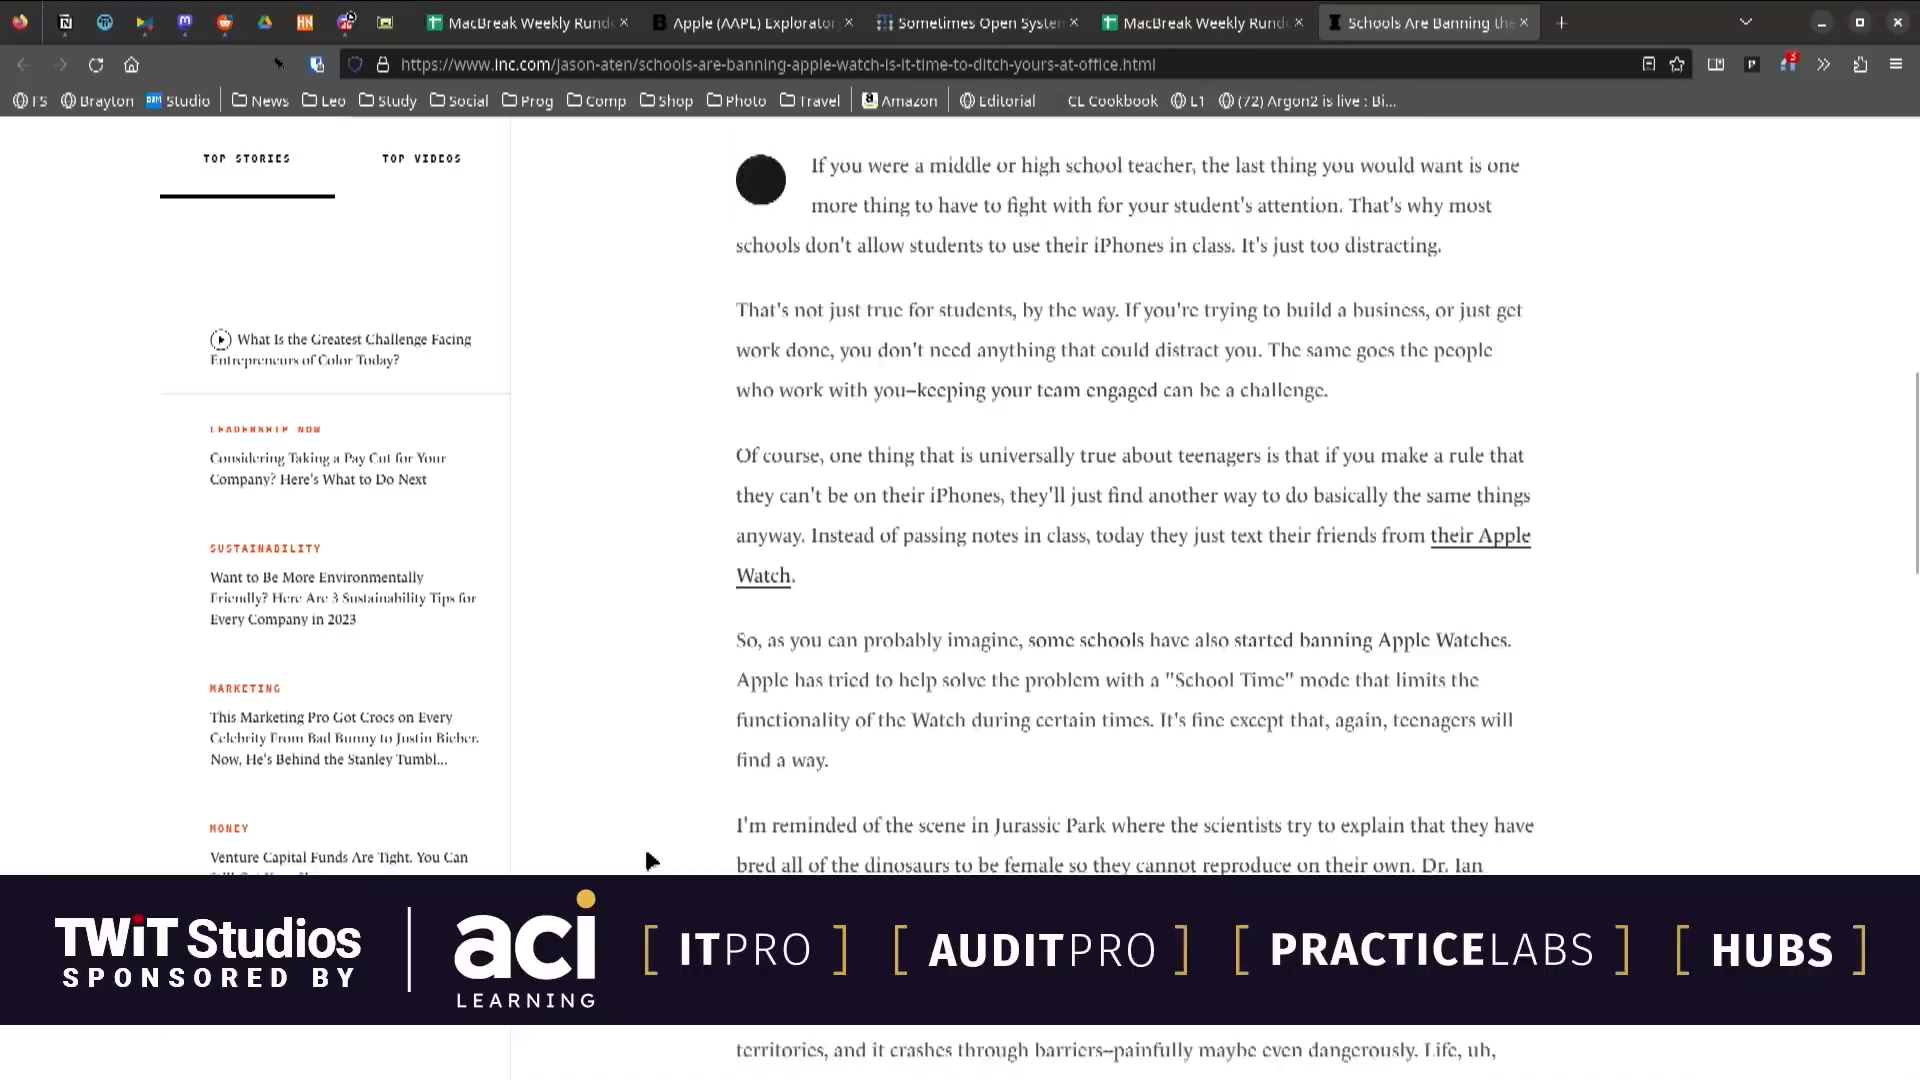 MacBreak Weekly Rund
Apple (AAPL) Explorator
Sometimes Open System
MacBreak Weekly Rund
Schools Are Banning the
https://www.inc.com/jason-aten/schools-are-banning-apple-watch-is-it-time-to-ditch-yours-at-office.html
F5 Brayton Studio News Leo Study Social Prog Comp Shop Photo Travel Amazon Editorial CL Cookbook L1 (72) Argon2 is live : Bi...
TOP STORIES TOP VIDEOS
What Is the Greatest Challenge Facing
Entrepreneurs of Color Today?
LEADERSHIP NOW
Considering Taking a Pay Cut for Your
Company? Here's What to Do Next
SUSTAINABILITY
Want to Be More Environmentally
Friendly? Here Are 3 Sustainability Tips for
Every Company in 2023
MARKETING
This Marketing Pro Got Crocs on Every
Celebrity From Bad Bunny to Justin Bieber.
Now, He's Behind the Stanley Tumbl...
MONEY
Venture Capital Funds Are Tight. You Can
If you were a middle or high school teacher, the last thing you would want is one
more thing to have to fight with for your student's attention. That's why most
schools don't allow students to use their iPhones in class. It's just too distracting.
That's not just true for students, by the way. If you're trying to build a business, or just get
work done, you don't need anything that could distract you. The same goes the people
who work with you–keeping your team engaged can be a challenge.
Of course, one thing that is universally true about teenagers is that if you make a rule that
they can't be on their iPhones, they'll just find another way to do basically the same things
anyway. Instead of passing notes in class, today they just text their friends from their Apple
Watch.
So, as you can probably imagine, some schools have also started banning Apple Watches.
Apple has tried to help solve the problem with a "School Time" mode that limits the
functionality of the Watch during certain times. It's fine except that, again, teenagers will
find a way.
I'm reminded of the scene in Jurassic Park where the scientists try to explain that they have
bred all of the dinosaurs to be female so they cannot reproduce on their own. Dr. Ian
TWiT Studios
SPONSORED BY
aci
LEARNING
[ ITPRO ] [ AUDITPRO ] [ PRACTICELABS ] [ HUBS ]
territories, and it crashes through barriers–painfully maybe even dangerously. Life, uh,